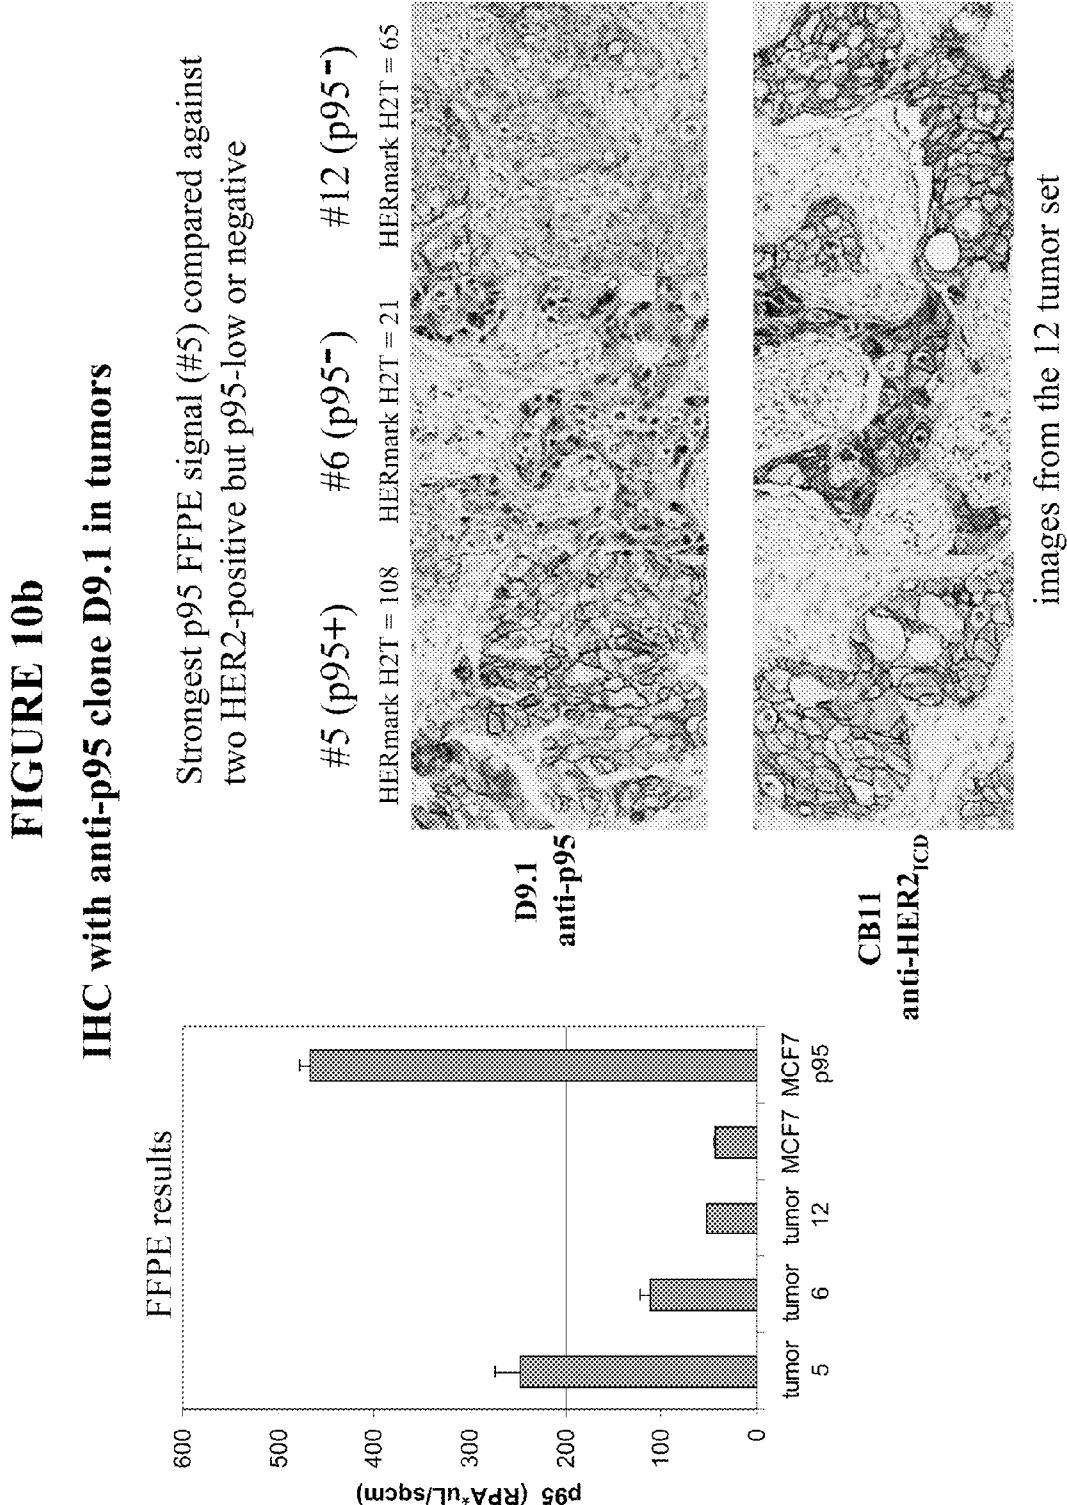 FIGURE 10b
IHC with anti-p95 clone D9.1 in tumors
FFPE results
p95 (RPA*uL/sqcm)
600
500
400
300
200
100
0
tumor 5
tumor 6
tumor 12
MCF7
MCF7 p95
Strongest p95 FFPE signal (#5) compared against
two HER2-positive but p95-low or negative
#5 (p95+)
#6 (p95-)
#12 (p95-)
HERmark H2T = 108
HERmark H2T = 21
HERmark H2T = 65
D9.1
anti-p95
CB11
anti-HER2ICD
images from the 12 tumor set